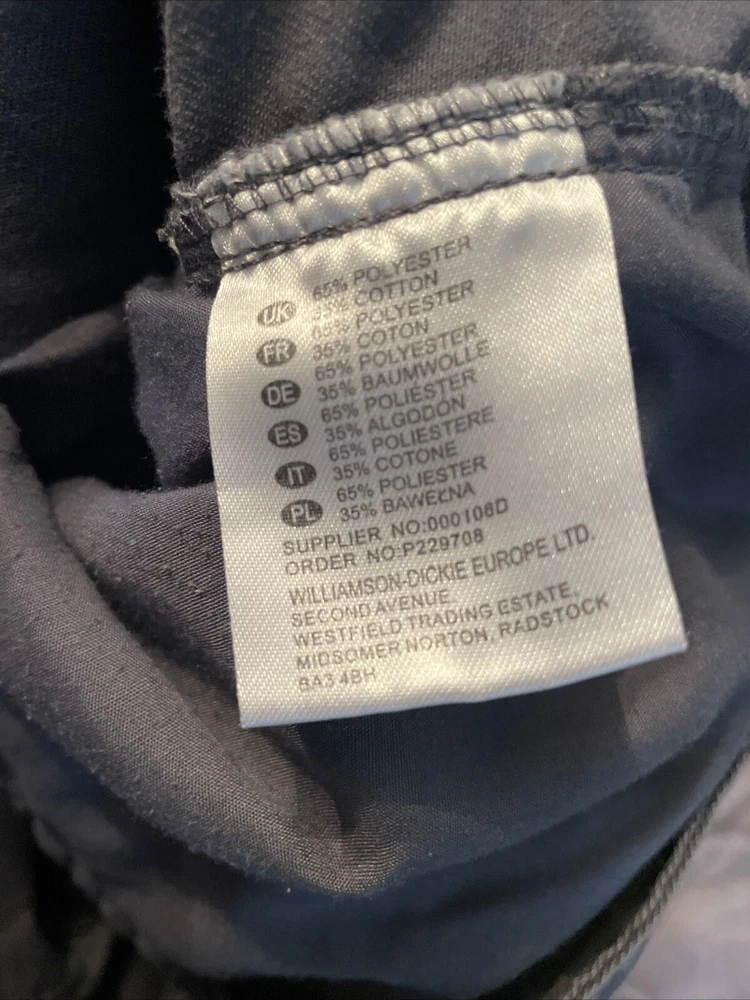 65% POLYESTER
UK 35% COTTON
65% POLYESTER
FR 35% COTON
65% POLYESTER
DE 35% BAUMWOLLE
65% POLIÉSTER
ES 35% ALGODÓN
65% POLIESTERE
IT 35% COTONE
65% POLIESTER
PL 35% BAWEŁNA
SUPPLIER NO:000106D
ORDER NO:P229708
WILLIAMSON-DICKIE EUROPE LTD.
SECOND AVENUE
WESTFIELD TRADING ESTATE,
MIDSOMER NORTON, RADSTOCK
BA3 4BH